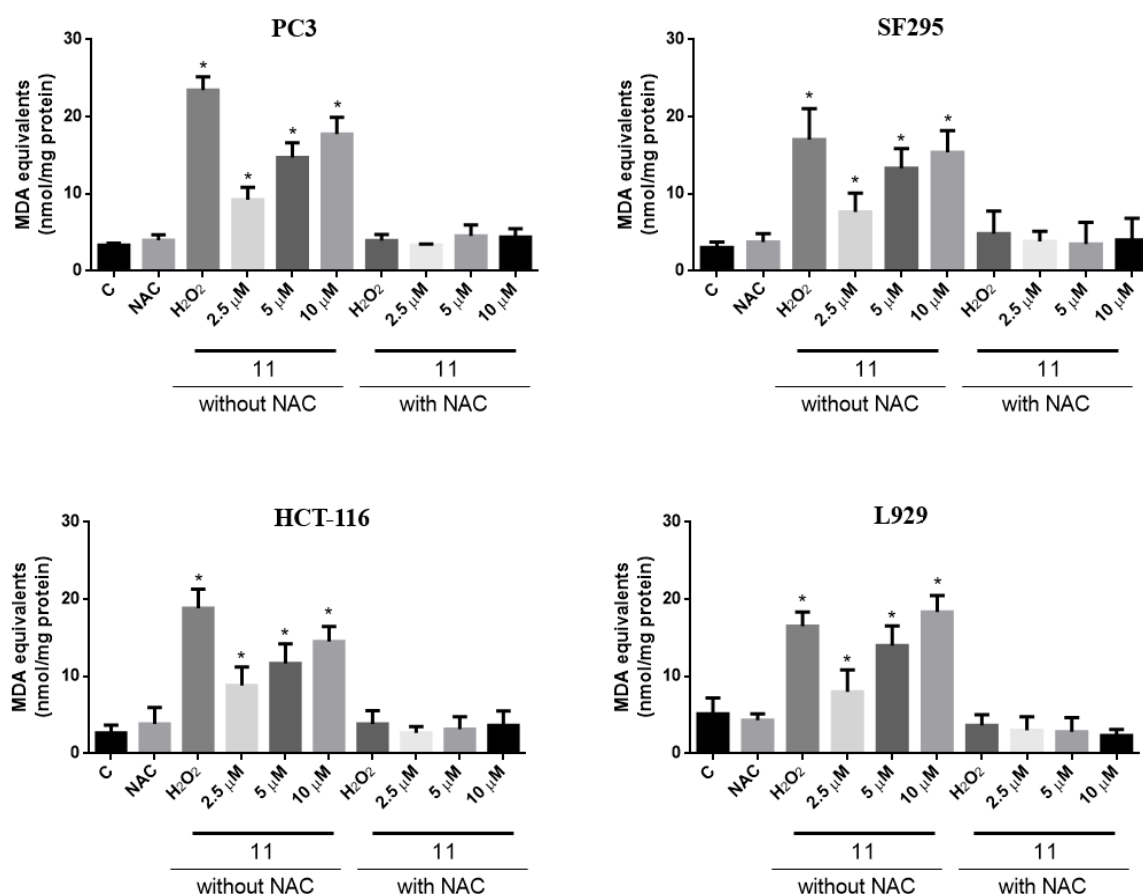 PC3
MDA equivalents
(nmol/mg protein)
30
20
10
0
*
*
*
*
C
NAC
H₂O₂
2.5 µM
5 µM
10 µM
H₂O₂
2.5 µM
5 µM
10 µM
11
11
without NAC
with NAC
SF295
MDA equivalents
(nmol/mg protein)
30
20
10
0
*
*
*
*
C
NAC
H₂O₂
2.5 µM
5 µM
10 µM
H₂O₂
2.5 µM
5 µM
10 µM
11
11
without NAC
with NAC
HCT-116
MDA equivalents
(nmol/mg protein)
30
20
10
0
*
*
*
*
C
NAC
H₂O₂
2.5 µM
5 µM
10 µM
H₂O₂
2.5 µM
5 µM
10 µM
11
11
without NAC
with NAC
L929
MDA equivalents
(nmol/mg protein)
30
20
10
0
*
*
*
*
C
NAC
H₂O₂
2.5 µM
5 µM
10 µM
H₂O₂
2.5 µM
5 µM
10 µM
11
11
without NAC
with NAC